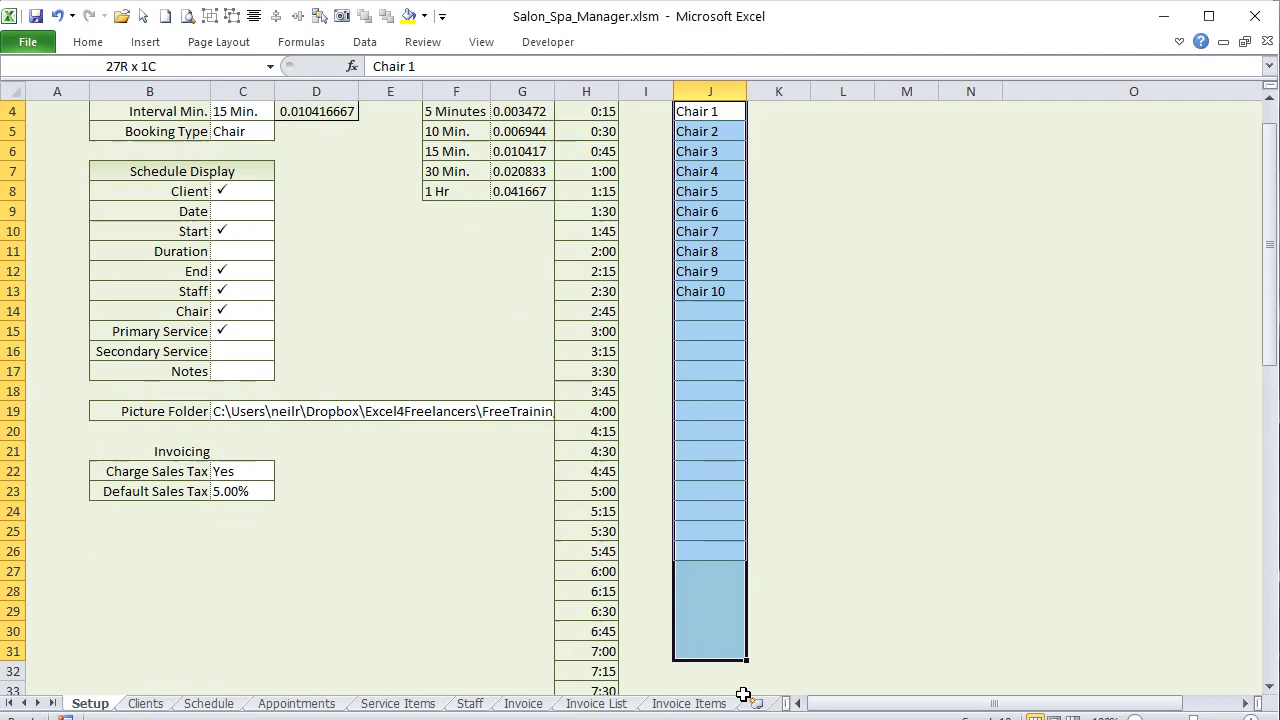 Salon_Spa_Manager.xlsm - Microsoft Excel
File Home Insert Page Layout Formulas Data Review View Developer
27R x 1C fx Chair 1
A B C D E F G H I J K L M N O
4 Interval Min. 15 Min. 0.010416667 5 Minutes 0.003472 0:15 Chair 1
5 Booking Type Chair 10 Min. 0.006944 0:30 Chair 2
6 15 Min. 0.010417 0:45 Chair 3
7 Schedule Display 30 Min. 0.020833 1:00 Chair 4
8 Client ✓ 1 Hr 0.041667 1:15 Chair 5
9 Date 1:30 Chair 6
10 Start ✓ 1:45 Chair 7
11 Duration 2:00 Chair 8
12 End ✓ 2:15 Chair 9
13 Staff ✓ 2:30 Chair 10
14 Chair ✓ 2:45
15 Primary Service ✓ 3:00
16 Secondary Service 3:15
17 Notes 3:30
18 3:45
19 Picture Folder C:\Users\neilr\Dropbox\Excel4Freelancers\FreeTrainin 4:00
20 4:15
21 Invoicing 4:30
22 Charge Sales Tax Yes 4:45
23 Default Sales Tax 5.00% 5:00
24 5:15
25 5:30
26 5:45
27 6:00
28 6:15
29 6:30
30 6:45
31 7:00
32 7:15
33 7:30
Setup Clients Schedule Appointments Service Items Staff Invoice Invoice List Invoice Items